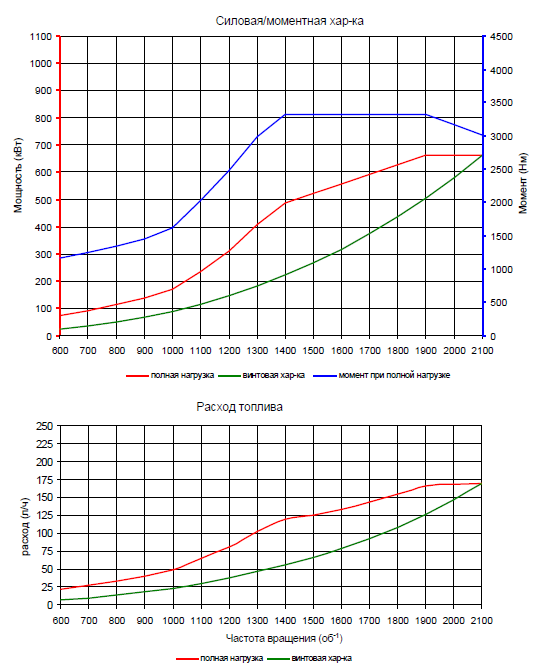 Силовая/моментная хар-ка
1100 4500
1000 4000
900 3500
800 3000
700 2500
600 2000
500 1500
400 1000
300 500
200 0
100
0
Мощность (кВт)
Момент (Нм)
600 700 800 900 1000 1100 1200 1300 1400 1500 1600 1700 1800 1900 2000 2100
полная нагрузка винтовая хар-ка момент при полной нагрузке
Расход топлива
250
225
200
175
150
125
100
75
50
25
0
расход (л/ч)
600 700 800 900 1000 1100 1200 1300 1400 1500 1600 1700 1800 1900 2000 2100
Частота вращения (об⁻¹)
полная нагрузка винтовая хар-ка